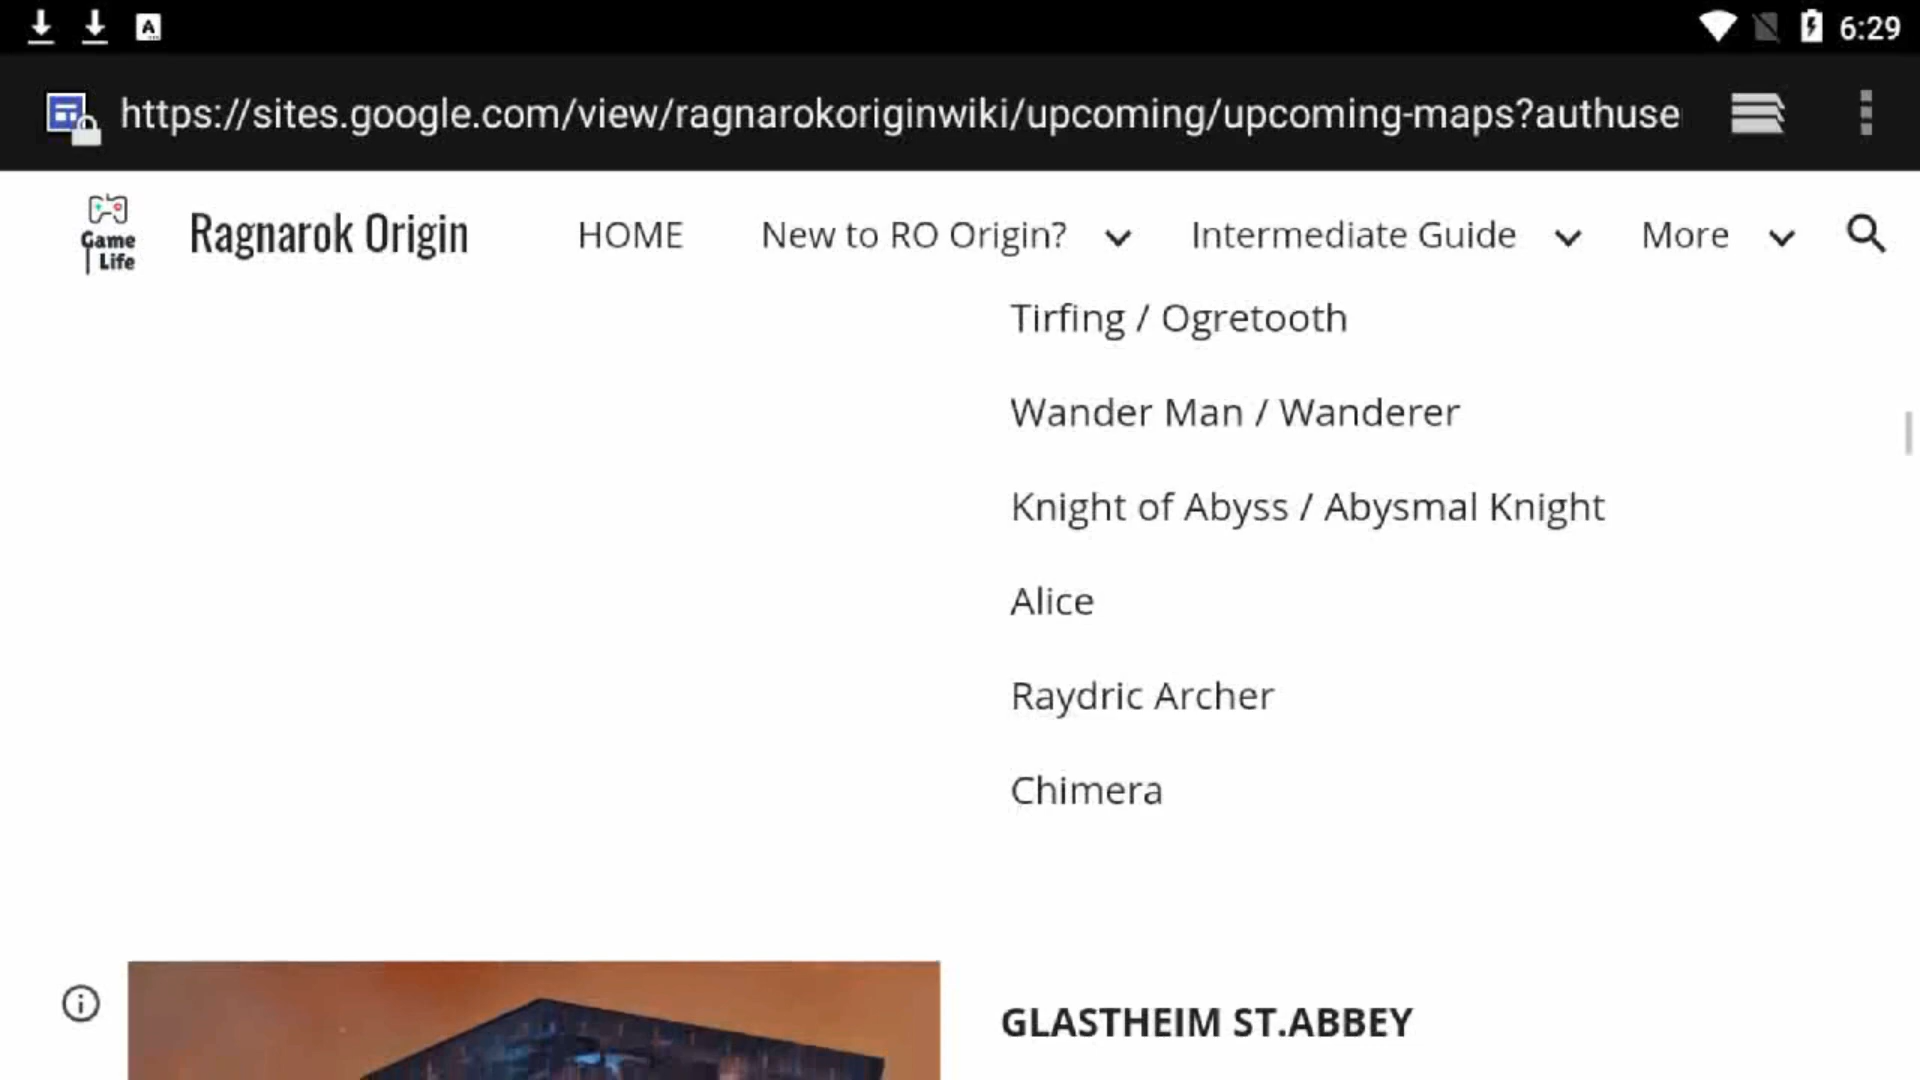 A
6:29
https://sites.google.com/view/ragnarokoriginwiki/upcoming/upcoming-maps?authuse
Game
Life
Ragnarok Origin
HOME
New to RO Origin?
Intermediate Guide
More
Tirfing / Ogretooth
Wander Man / Wanderer
Knight of Abyss / Abysmal Knight
Alice
Raydric Archer
Chimera
GLASTHEIM ST.ABBEY